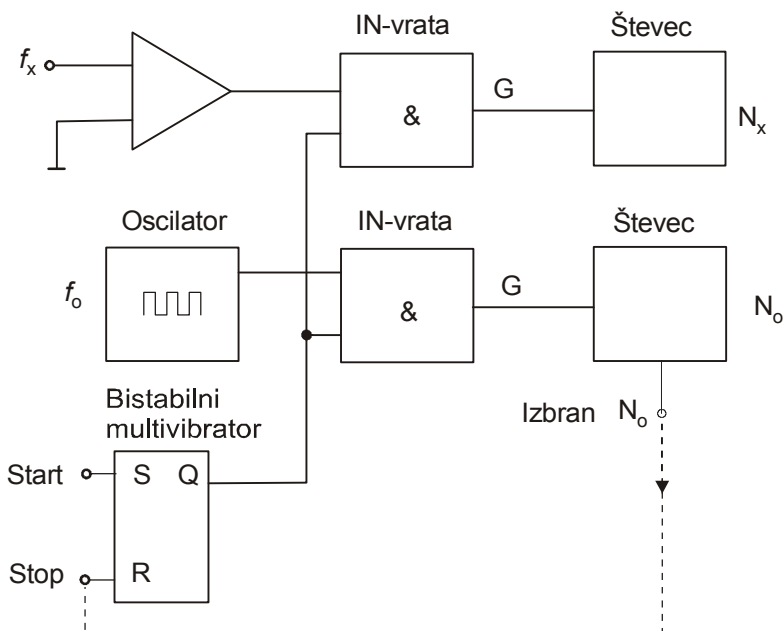 IN-vrata
Števec
fx
&
G
Nx
Oscilator
IN-vrata
Števec
fo
&
G
No
Bistabilni
multivibrator
Izbran No
Start
S Q
Stop
R